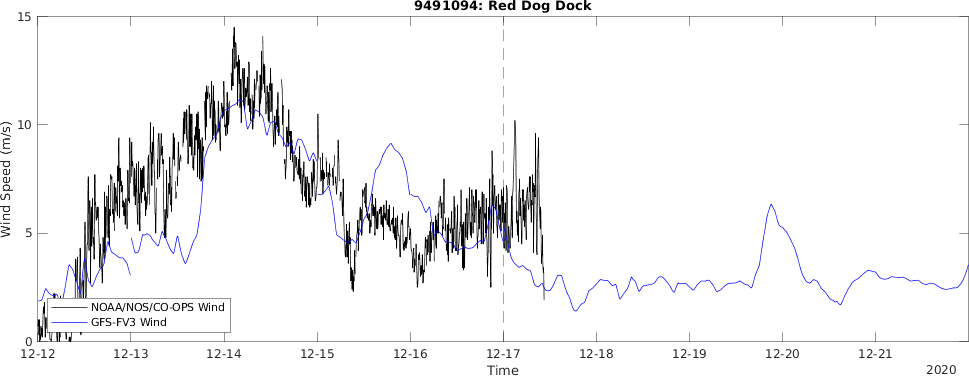 9491094: Red Dog Dock
15
10
5
0
Wind Speed (m/s)
NOAA/NOS/CO-OPS Wind
GFS-FV3 Wind
12-12 12-13 12-14 12-15 12-16 12-17 12-18 12-19 12-20 12-21
Time
2020